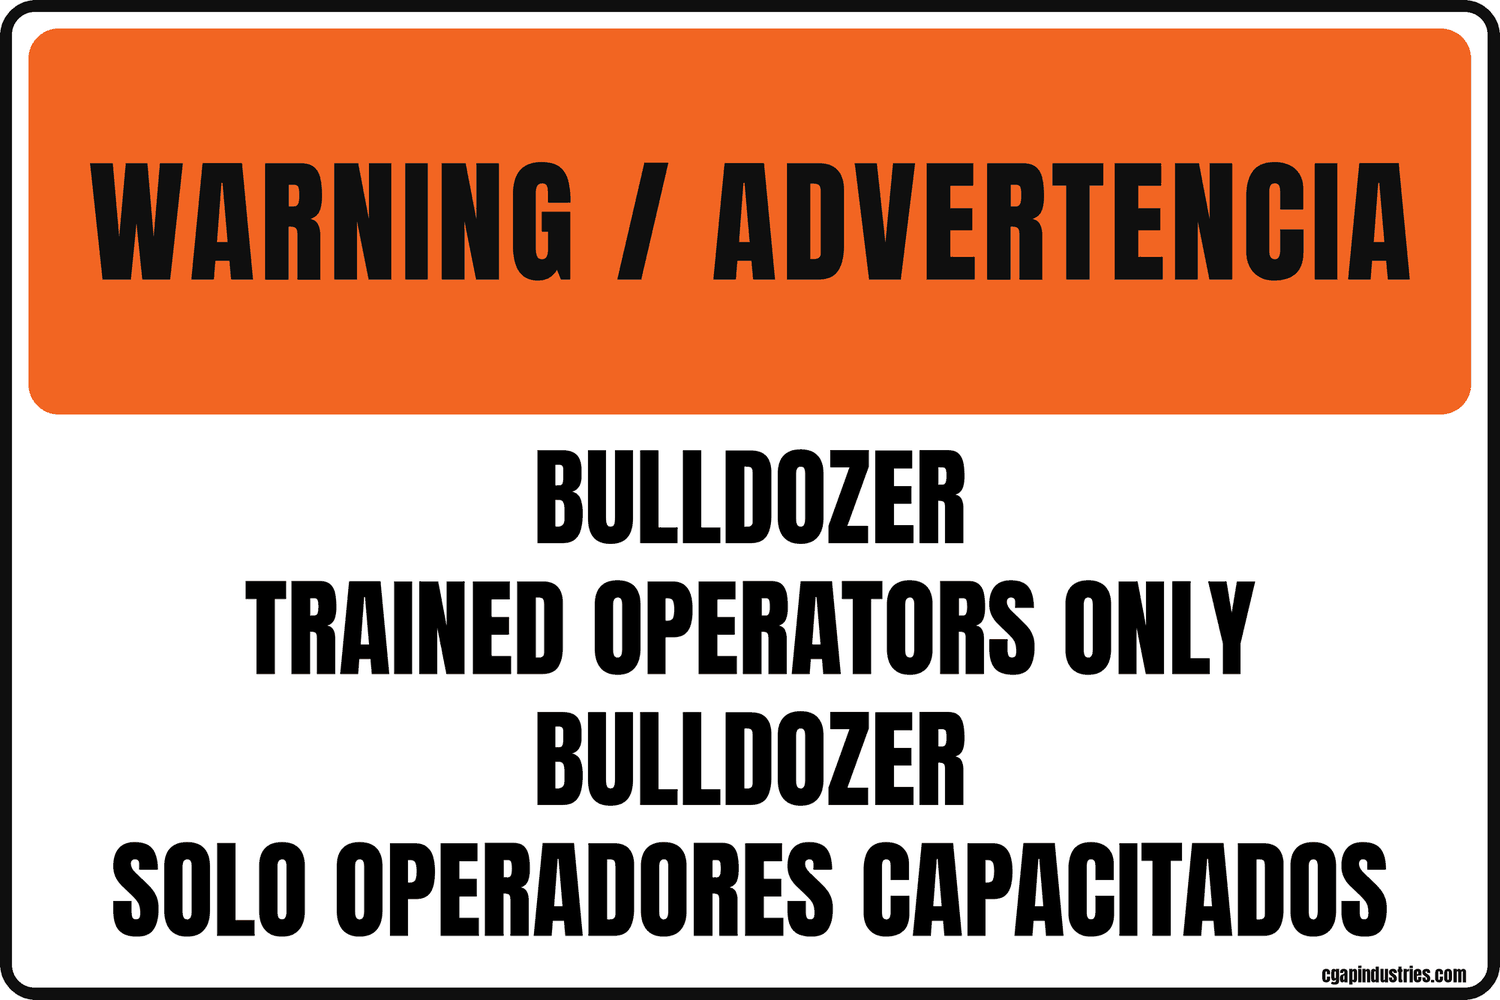 WARNING / ADVERTENCIA
BULLDOZER
TRAINED OPERATORS ONLY
BULLDOZER
SOLO OPERADORES CAPACITADOS
cgapindustries.com